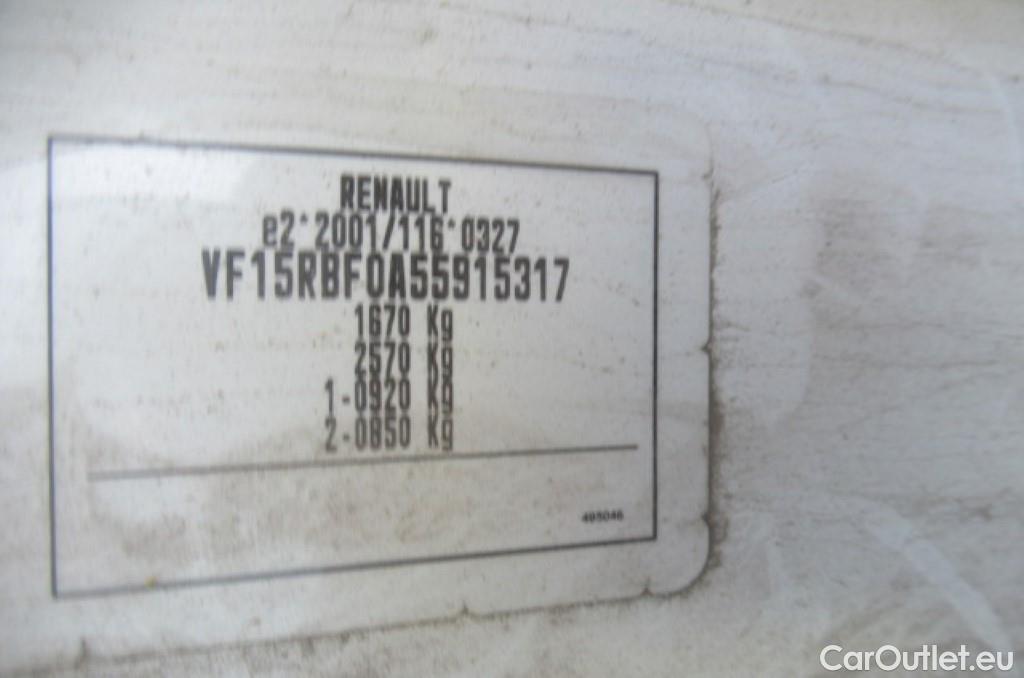 RENAULT
e2*2001/116*0327
VF15RBF0A55915317
1670 Kg
2570 Kg
1-0920 Kg
2-0850 Kg
495046
CarOutlet.eu